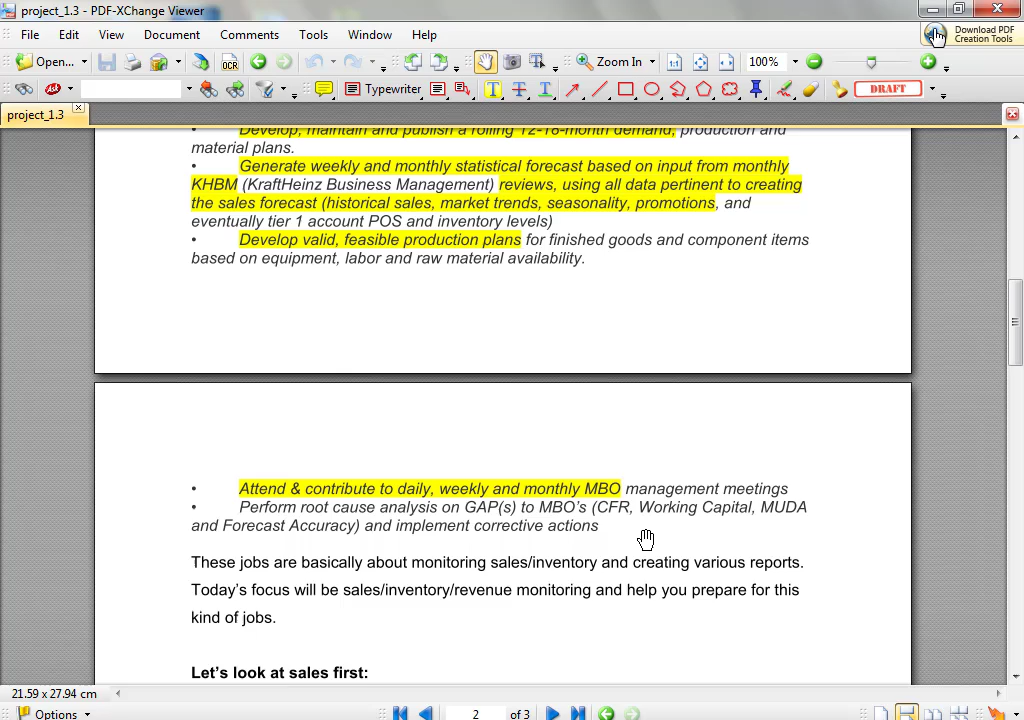 project_1.3 - PDF-XChange Viewer
File Edit View Document Comments Tools Window Help
Download PDF
Creation Tools
Open... OCR Zoom In 1:1 100%
Typewriter T T T DRAFT
project_1.3
• Develop, maintain and publish a rolling 12-18-month demand, production and
material plans.
• Generate weekly and monthly statistical forecast based on input from monthly
KHBM (KraftHeinz Business Management) reviews, using all data pertinent to creating
the sales forecast (historical sales, market trends, seasonality, promotions, and
eventually tier 1 account POS and inventory levels)
• Develop valid, feasible production plans for finished goods and component items
based on equipment, labor and raw material availability.
• Attend & contribute to daily, weekly and monthly MBO management meetings
• Perform root cause analysis on GAP(s) to MBO's (CFR, Working Capital, MUDA
and Forecast Accuracy) and implement corrective actions
These jobs are basically about monitoring sales/inventory and creating various reports.
Today's focus will be sales/inventory/revenue monitoring and help you prepare for this
kind of jobs.
Let's look at sales first:
21.59 x 27.94 cm
Options 2 of 3